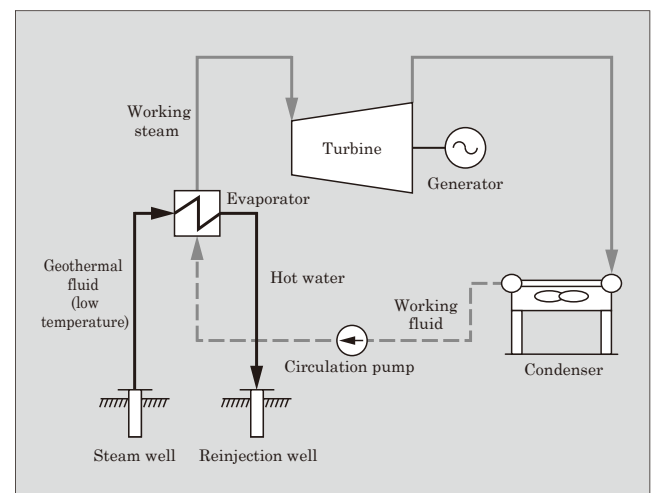 Working
steam
Turbine
Generator
Evaporator
Geothermal
fluid
(low
temperature)
Hot water
Working
fluid
Circulation pump
Condenser
Steam well
Reinjection well